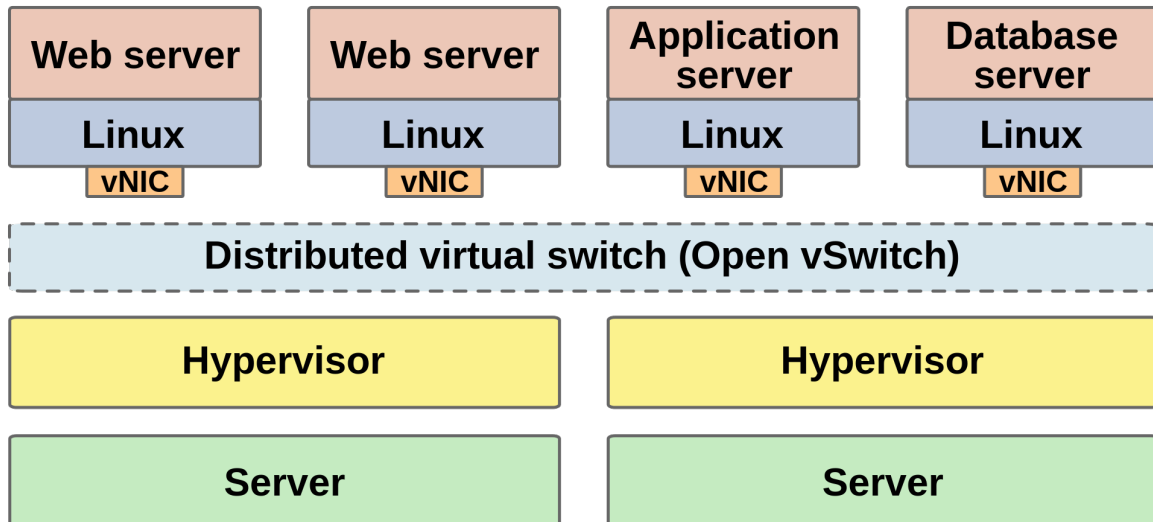 Web server
Web server
Application
server
Database
server
Linux
Linux
Linux
Linux
vNIC
vNIC
vNIC
vNIC
Distributed virtual switch (Open vSwitch)
Hypervisor
Hypervisor
Server
Server